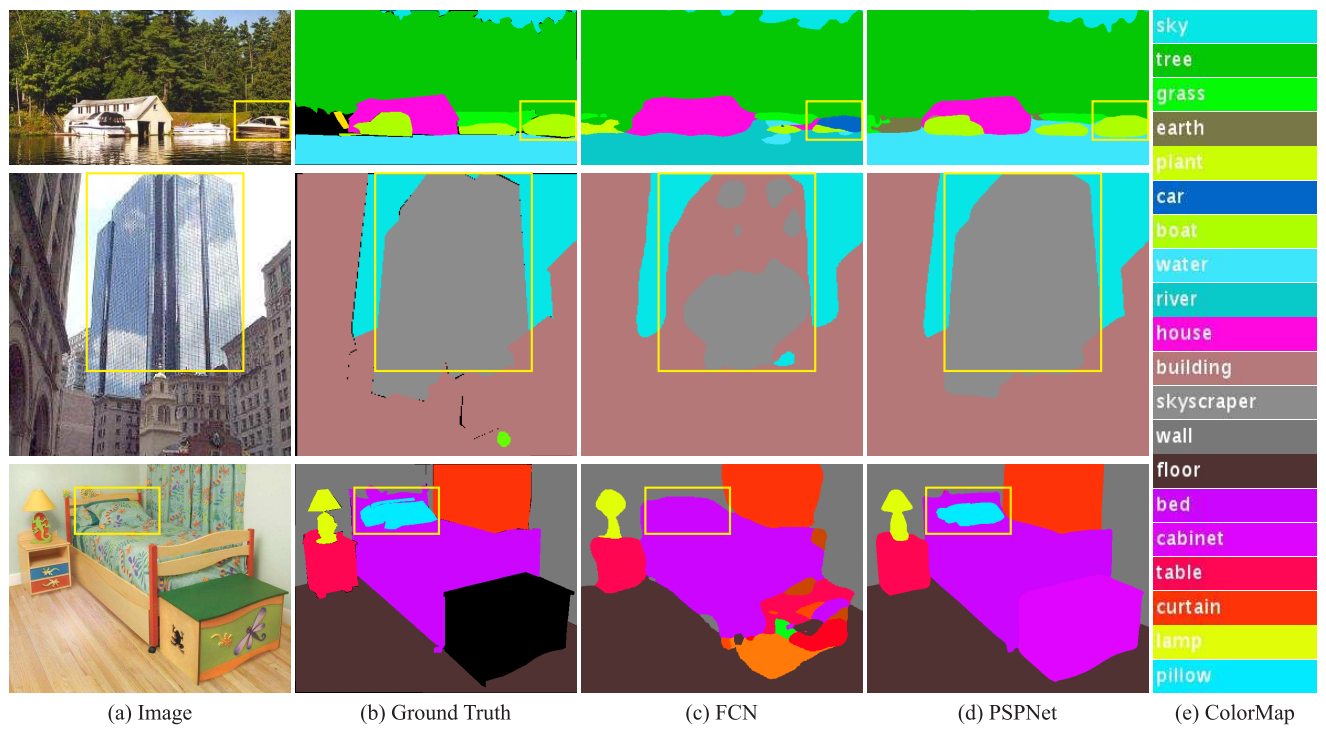 sky
tree
grass
earth
plant
car
boat
water
river
house
building
skyscraper
wall
floor
bed
cabinet
table
curtain
lamp
pillow
(a) Image
(b) Ground Truth
(c) FCN
(d) PSPNet
(e) ColorMap